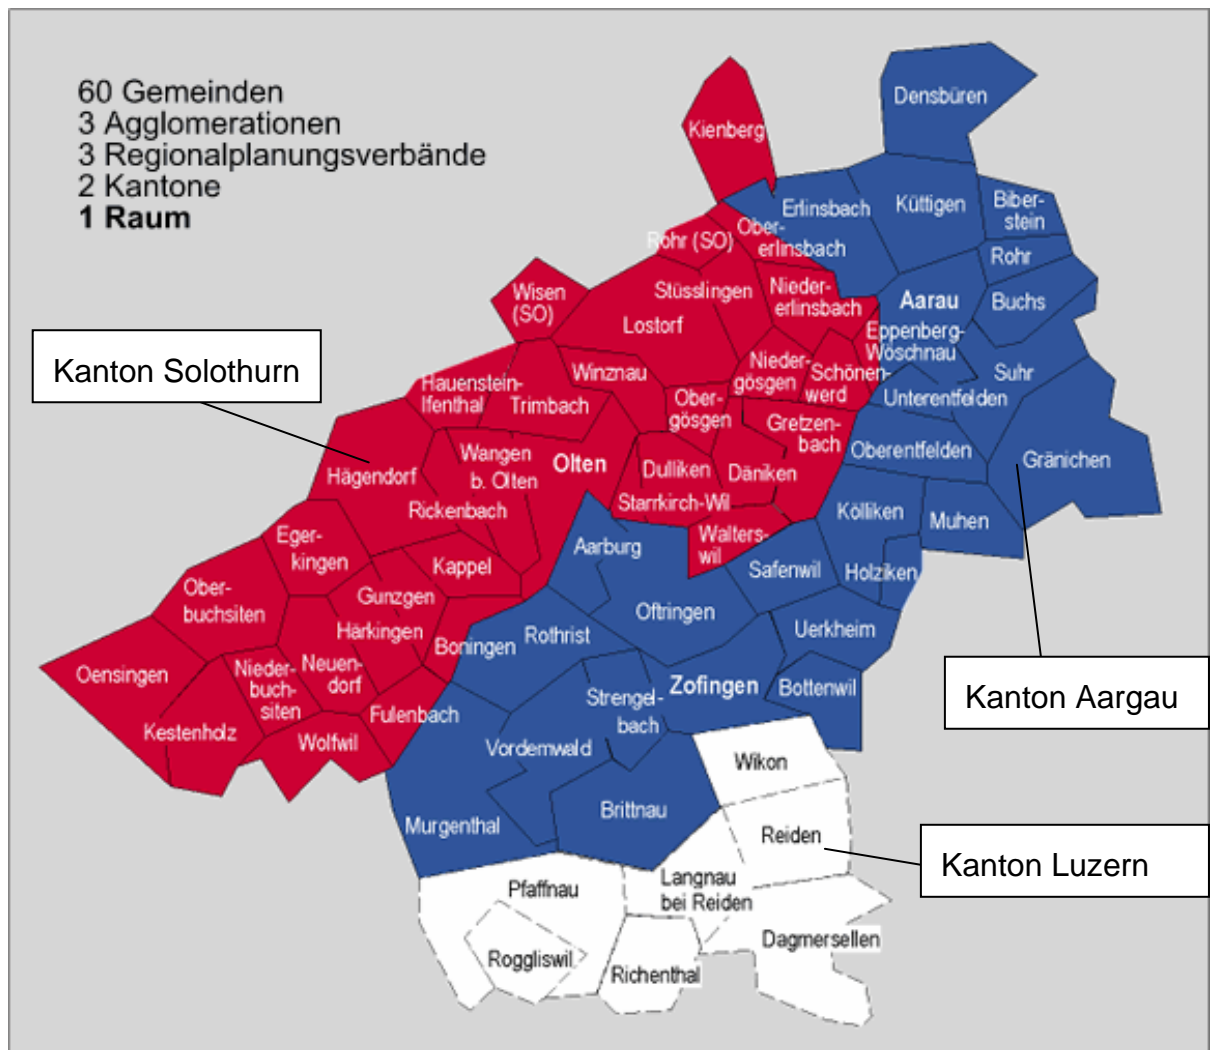 60 Gemeinden
3 Agglomerationen
3 Regionalplanungsverbände
2 Kantone
1 Raum
Densbüren
Kienberg
Erlinsbach
Küttigen
Biber-
stein
Ober-
erlinsbach
Rohr (SO)
Rohr
Wisen
(SO)
Stüsslingen
Nieder-
erlinsbach
Aarau
Buchs
Lostorf
Eppenberg-
Wöschnau
Kanton Solothurn
Hauenstein-
Ifenthal
Trimbach
Winznau
Nieder-
gösgen
Schönen-
werd
Suhr
Unterentfelden
Ober-
gösgen
Gretzen-
bach
Wangen
b. Olten
Olten
Dulliken
Däniken
Oberentfelden
Gränichen
Hägendorf
Rickenbach
Starrkirch-Wil
Kölliken
Muhen
Eger-
kingen
Aarburg
Walters-
wil
Safenwil
Holziken
Kappel
Ober-
buchsiten
Gunzgen
Härkingen
Oftringen
Uerkheim
Boningen
Rothrist
Oensingen
Nieder-
buch-
siten
Neuen-
dorf
Strengel-
bach
Zofingen
Bottenwil
Kanton Aargau
Kestenholz
Wolfwil
Fulenbach
Vordemwald
Wikon
Murgenthal
Brittnau
Reiden
Kanton Luzern
Pfaffnau
Langnau
bei Reiden
Roggliswil
Richenthal
Dagmersellen